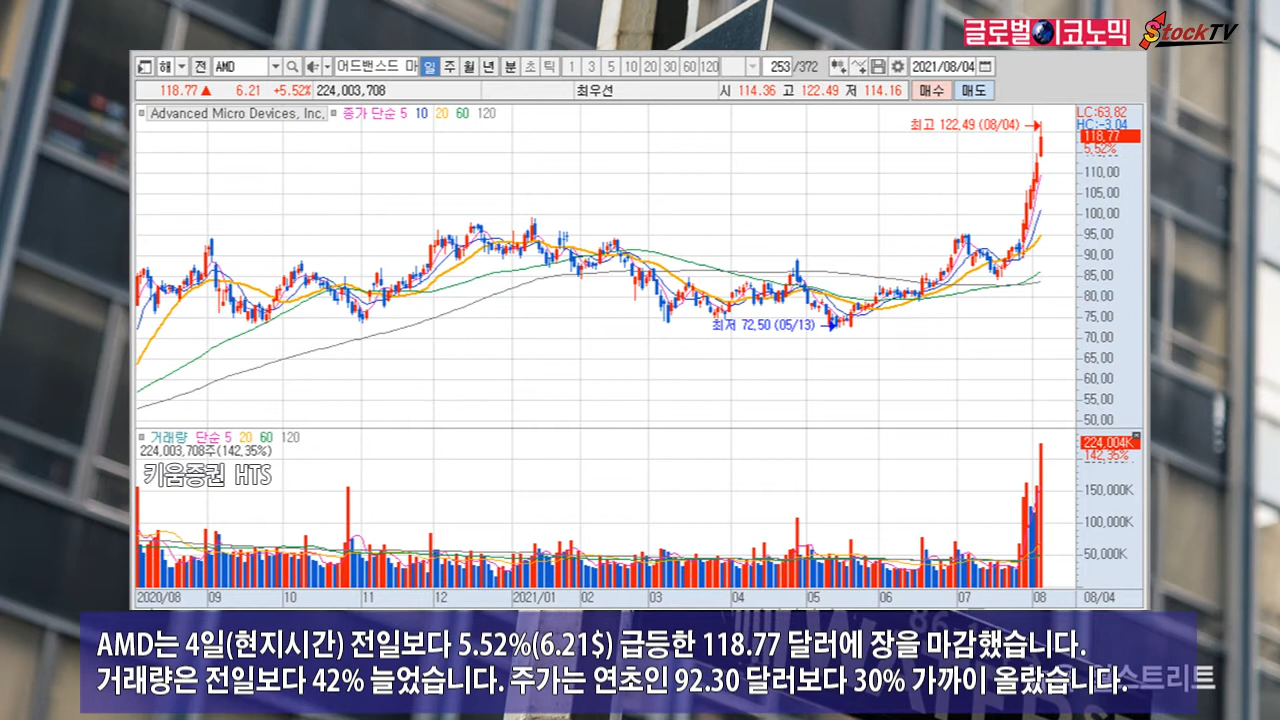 글로벌이코노믹 StockTV
해 전 AMD 어드밴스드 마 일 주 월 년 분 초 틱 1 3 5 10 20 30 60 120 253 /372 2021/08/04
118.77 ▲ 6.21 +5.52% 224,003,708 최우선 시 114.36 고 122.49 저 114.16 매수 매도
Advanced Micro Devices, Inc, 종가 단순 5 10 20 60 120
LC:63.82
최고 122.49 (08/04)
HC:-3.04
118.77
5.52%
110.00
105.00
100.00
95.00
90.00
85.00
80.00
75.00
최저 72.50 (05/13)
70.00
65.00
60.00
55.00
50.00
거래량 단순 5 20 60 120
224,004K
224,003,708주(142.35%)
142.35%
키움증권 HTS
150,000K
100,000K
50,000K
2020/08 09 10 11 12 2021/01 02 03 04 05 06 07 08 08/04
AMD는 4일(현지시간) 전일보다 5.52%(6.21$) 급등한 118.77 달러에 장을 마감했습니다.
거래량은 전일보다 42% 늘었습니다. 주가는 연초인 92.30 달러보다 30% 가까이 올랐습니다.
스트리트